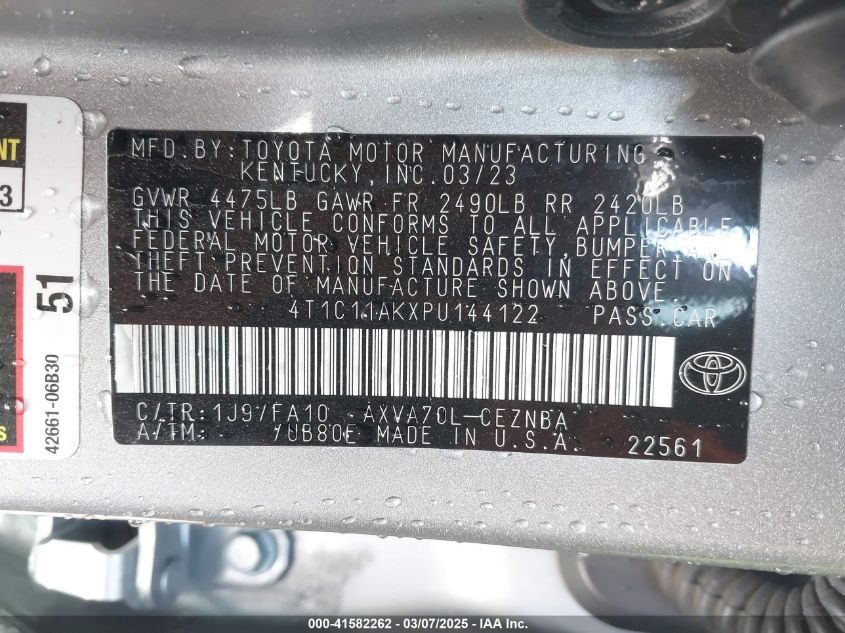 NT
3
51
42661-06B30
S
MFD.BY:TOYOTA MOTOR MANUFACTURING
KENTUCKY, INC. 03/23
GVWR 4475LB GAWR FR 2490LB RR 2420LB
THIS VEHICLE CONFORMS TO ALL APPLICABLE
FEDERAL MOTOR VEHICLE SAFETY, BUMPER,
THEFT PREVENTION STANDARDS IN EFFECT ON
THE DATE OF MANUFACTURE SHOWN ABOVE.
4T1C11AKXPU144122 PASS.CAR
C/TR:1J9/FA10 AXVA70L-CEZNBA
A/TM: /UB80E MADE IN U.S.A. 22561
000-41582262 - 03/07/2025 - IAA Inc.